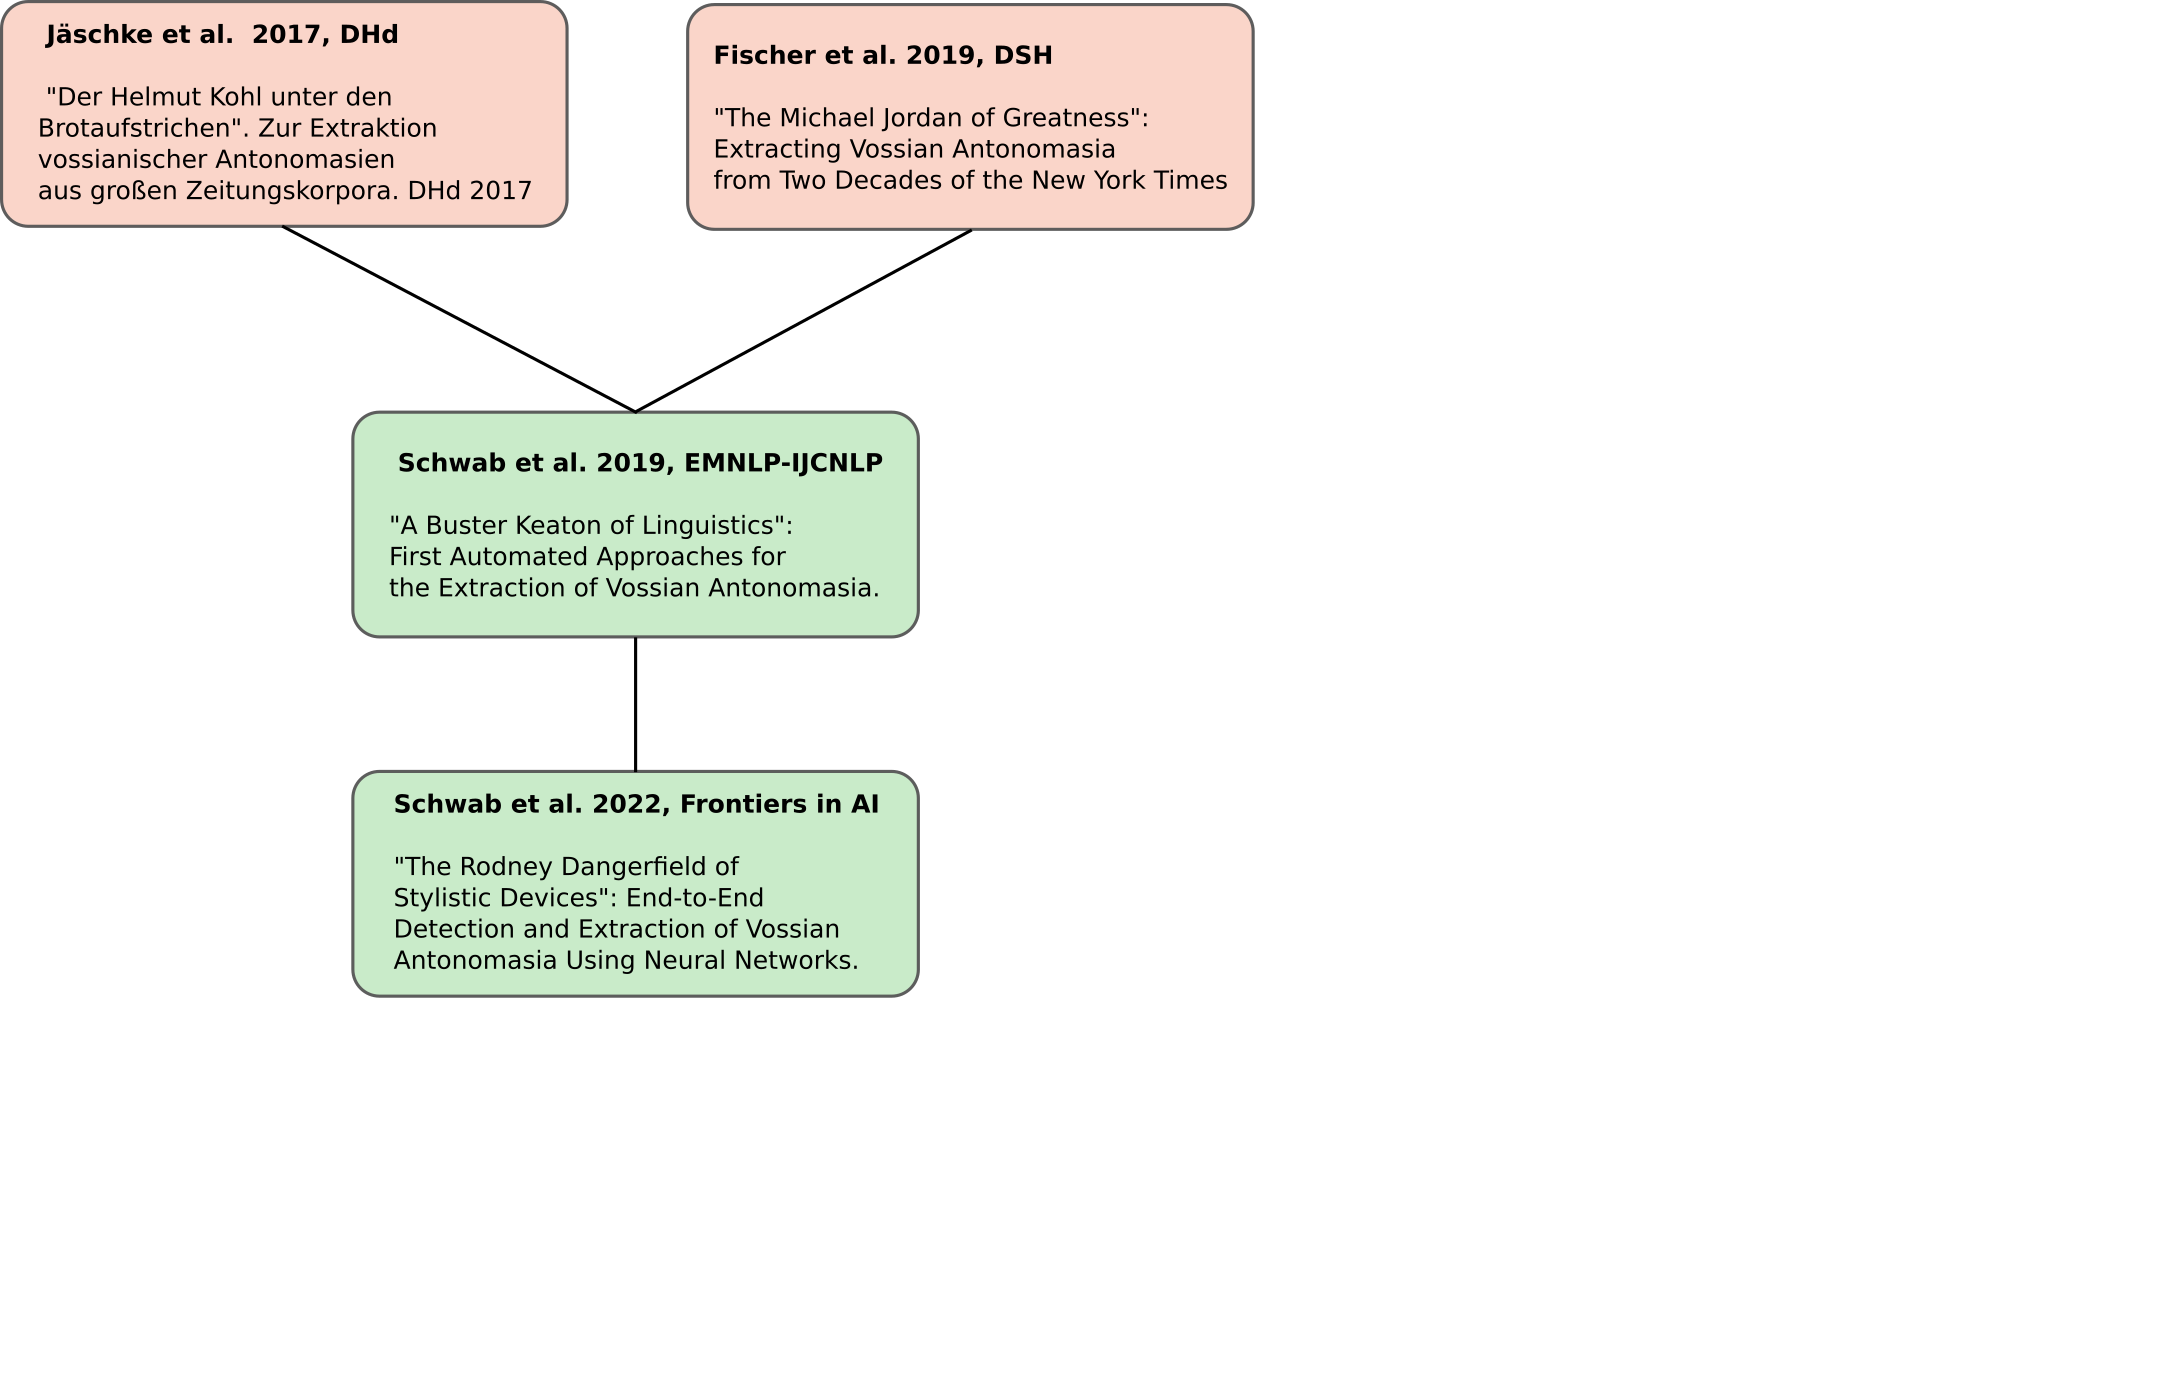 Jäschke et al.  2017, DHd
"Der Helmut Kohl unter den
Brotaufstrichen". Zur Extraktion
vossianischer Antonomasien
aus großen Zeitungskorpora. DHd 2017
Fischer et al. 2019, DSH
"The Michael Jordan of Greatness":
Extracting Vossian Antonomasia
from Two Decades of the New York Times
Schwab et al. 2019, EMNLP-IJCNLP
"A Buster Keaton of Linguistics":
First Automated Approaches for
the Extraction of Vossian Antonomasia.
Schwab et al. 2022, Frontiers in AI
"The Rodney Dangerfield of
Stylistic Devices": End-to-End
Detection and Extraction of Vossian
Antonomasia Using Neural Networks.